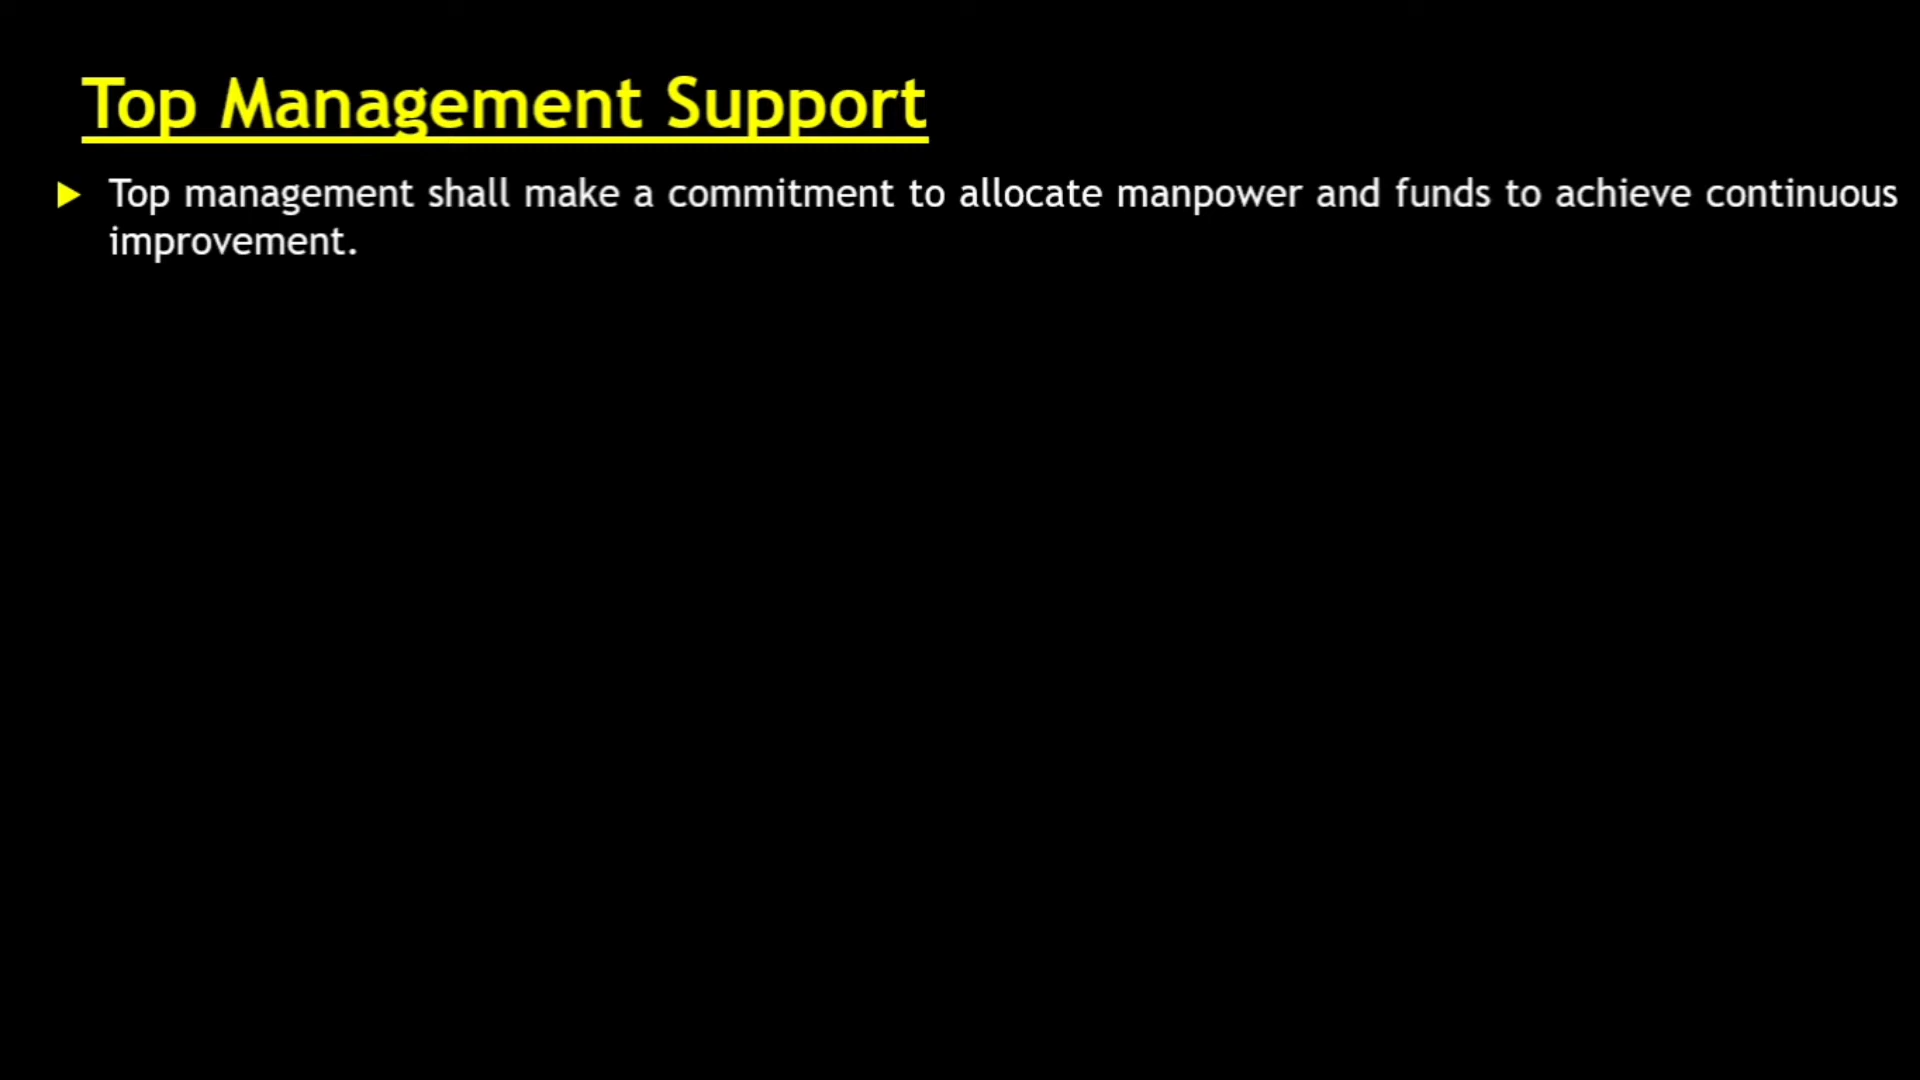 Top Management Support
Top management shall make a commitment to allocate manpower and funds to achieve continuous
improvement.